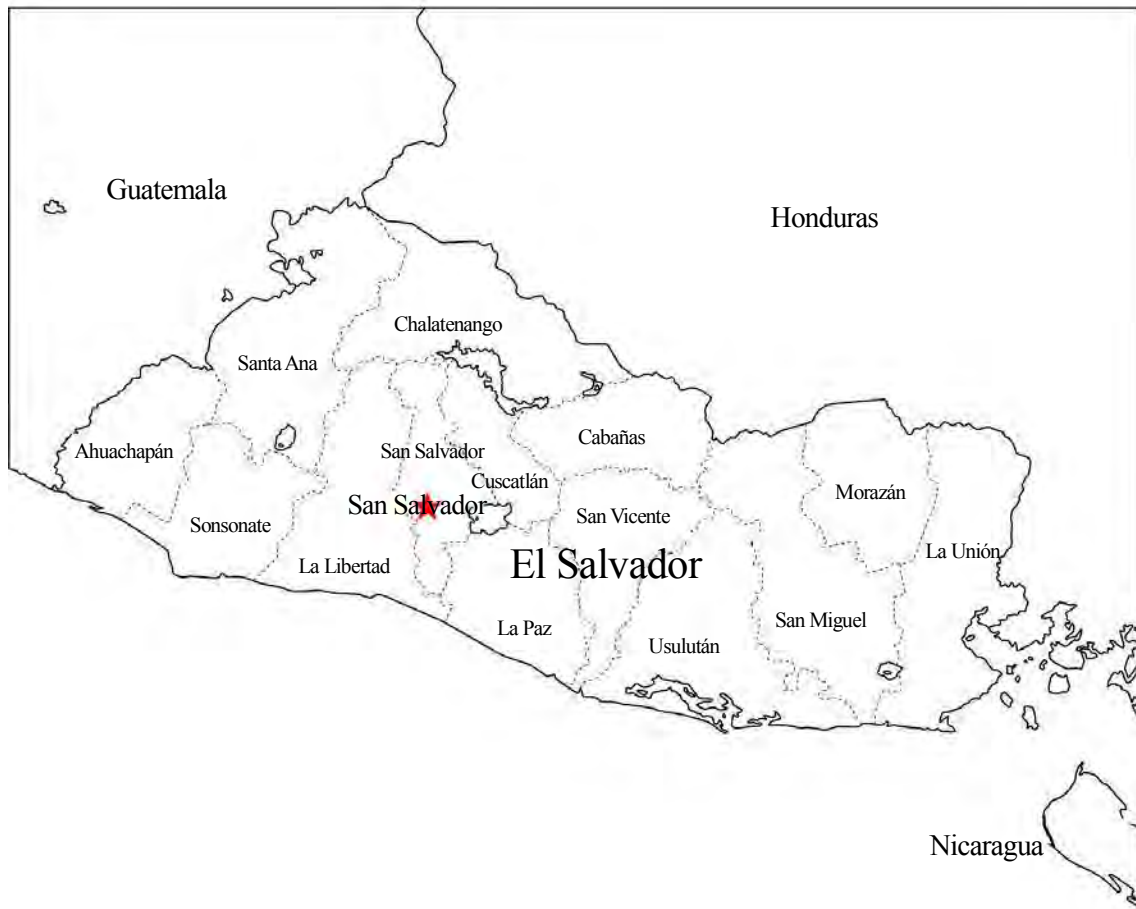 Guatemala
Honduras
Chalatenango
Santa Ana
Cabañas
Ahuachapán
San Salvador
Cuscatlán
Morazán
San Salvador
San Vicente
Sonsonate
La Unión
La Libertad
El Salvador
La Paz
San Miguel
Usulután
Nicaragua